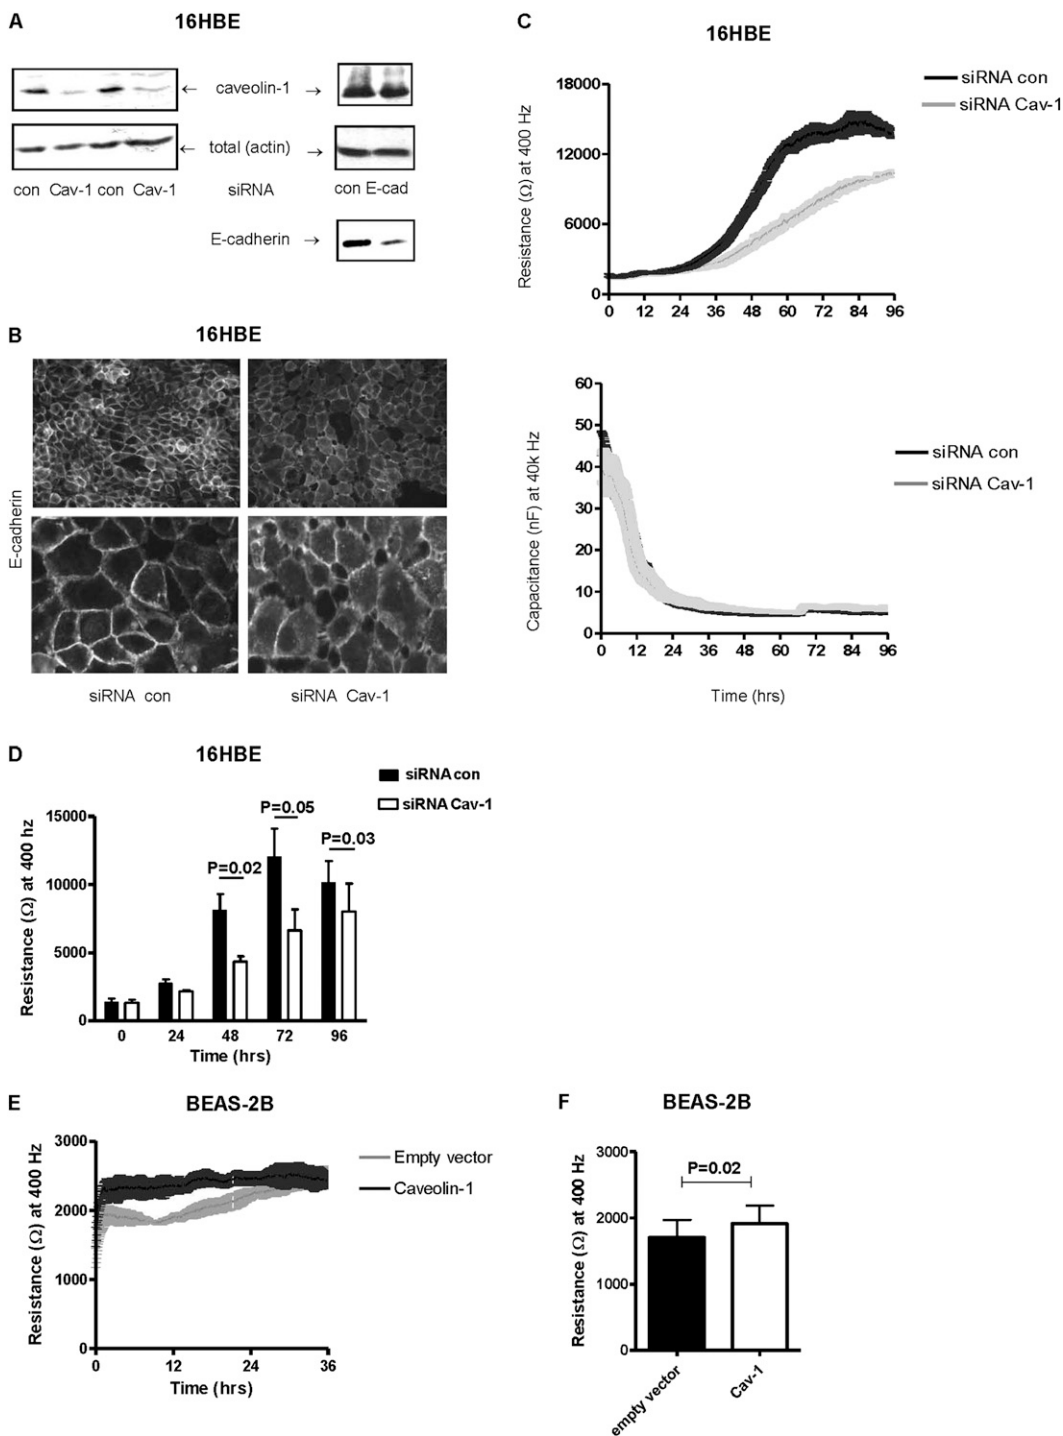 A
16HBE
caveolin-1
total (actin)
con Cav-1 con Cav-1
siRNA
con E-cad
E-cadherin
B
16HBE
E-cadherin
siRNA con
siRNA Cav-1
C
16HBE
siRNA con
siRNA Cav-1
Resistance (Ω) at 400 Hz
18000
12000
6000
0
0 12 24 36 48 60 72 84 96
Capacitance (nF) at 40k Hz
60
50
40
30
20
10
0
siRNA con
siRNA Cav-1
0 12 24 36 48 60 72 84 96
Time (hrs)
D
16HBE
siRNA con
siRNA Cav-1
Resistance (Ω) at 400 hz
15000
10000
5000
0
P=0.02
P=0.05
P=0.03
0 24 48 72 96
Time (hrs)
E
BEAS-2B
Resistance (Ω) at 400 Hz
3000
2000
1000
0
Empty vector
Caveolin-1
0 12 24 36
Time (hrs)
F
BEAS-2B
Resistance (Ω) at 400 Hz
3000
2000
1000
0
P=0.02
empty vector
Cav-1